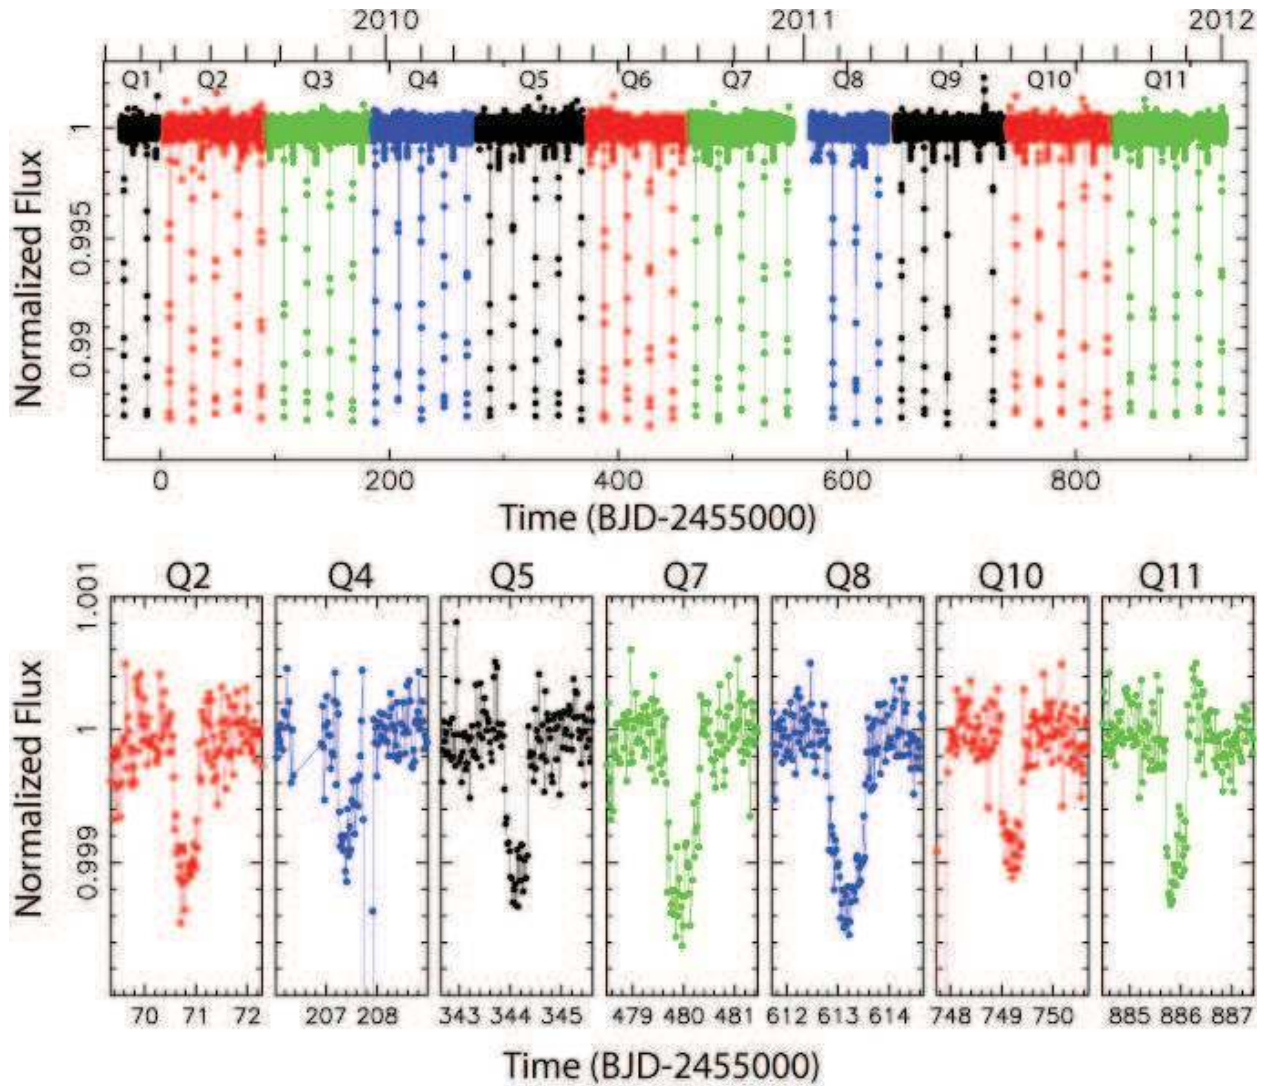 2010 2011 2012
Q1 Q2 Q3 Q4 Q5 Q6 Q7 Q8 Q9 Q10 Q11
Normalized Flux
1
0.995
0.99
0 200 400 600 800
Time (BJD-2455000)
Q2 Q4 Q5 Q7 Q8 Q10 Q11
Normalized Flux
1.001
1
0.999
70 71 72 207 208 343 344 345 479 480 481 612 613 614 748 749 750 885 886 887
Time (BJD-2455000)